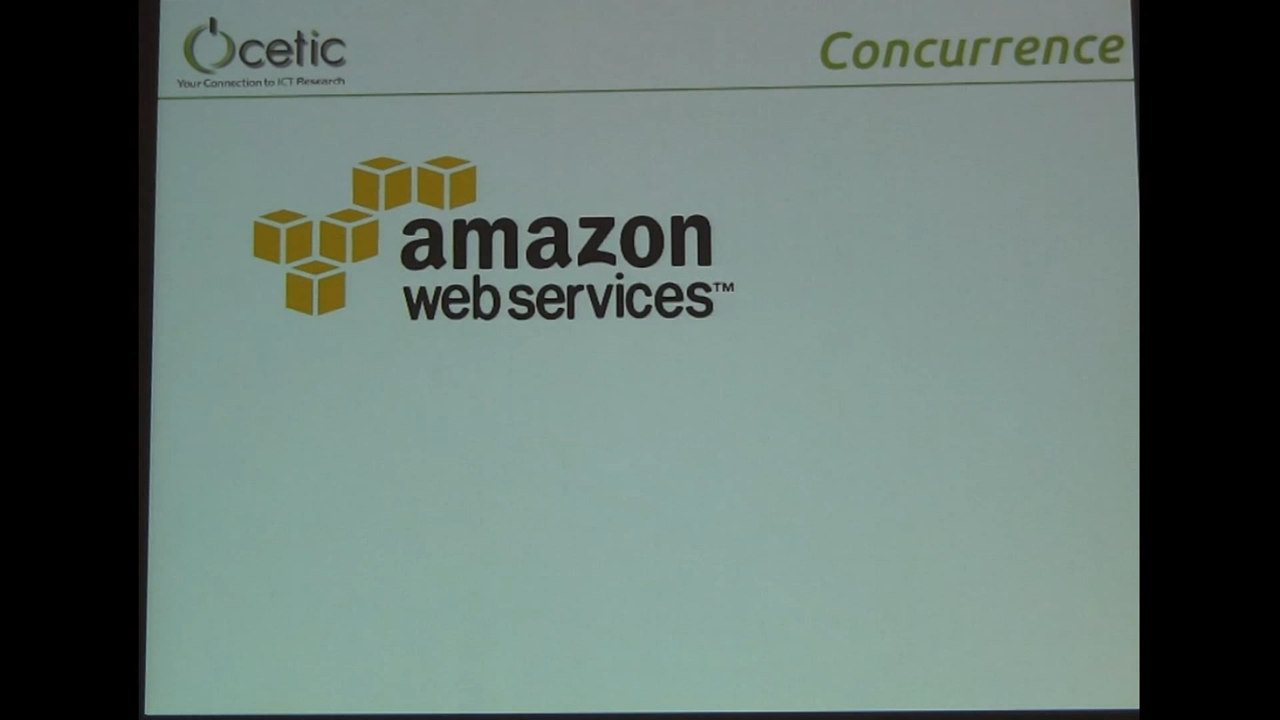 cetic
Your Connection to ICT Research
Concurrence
amazon
web services™